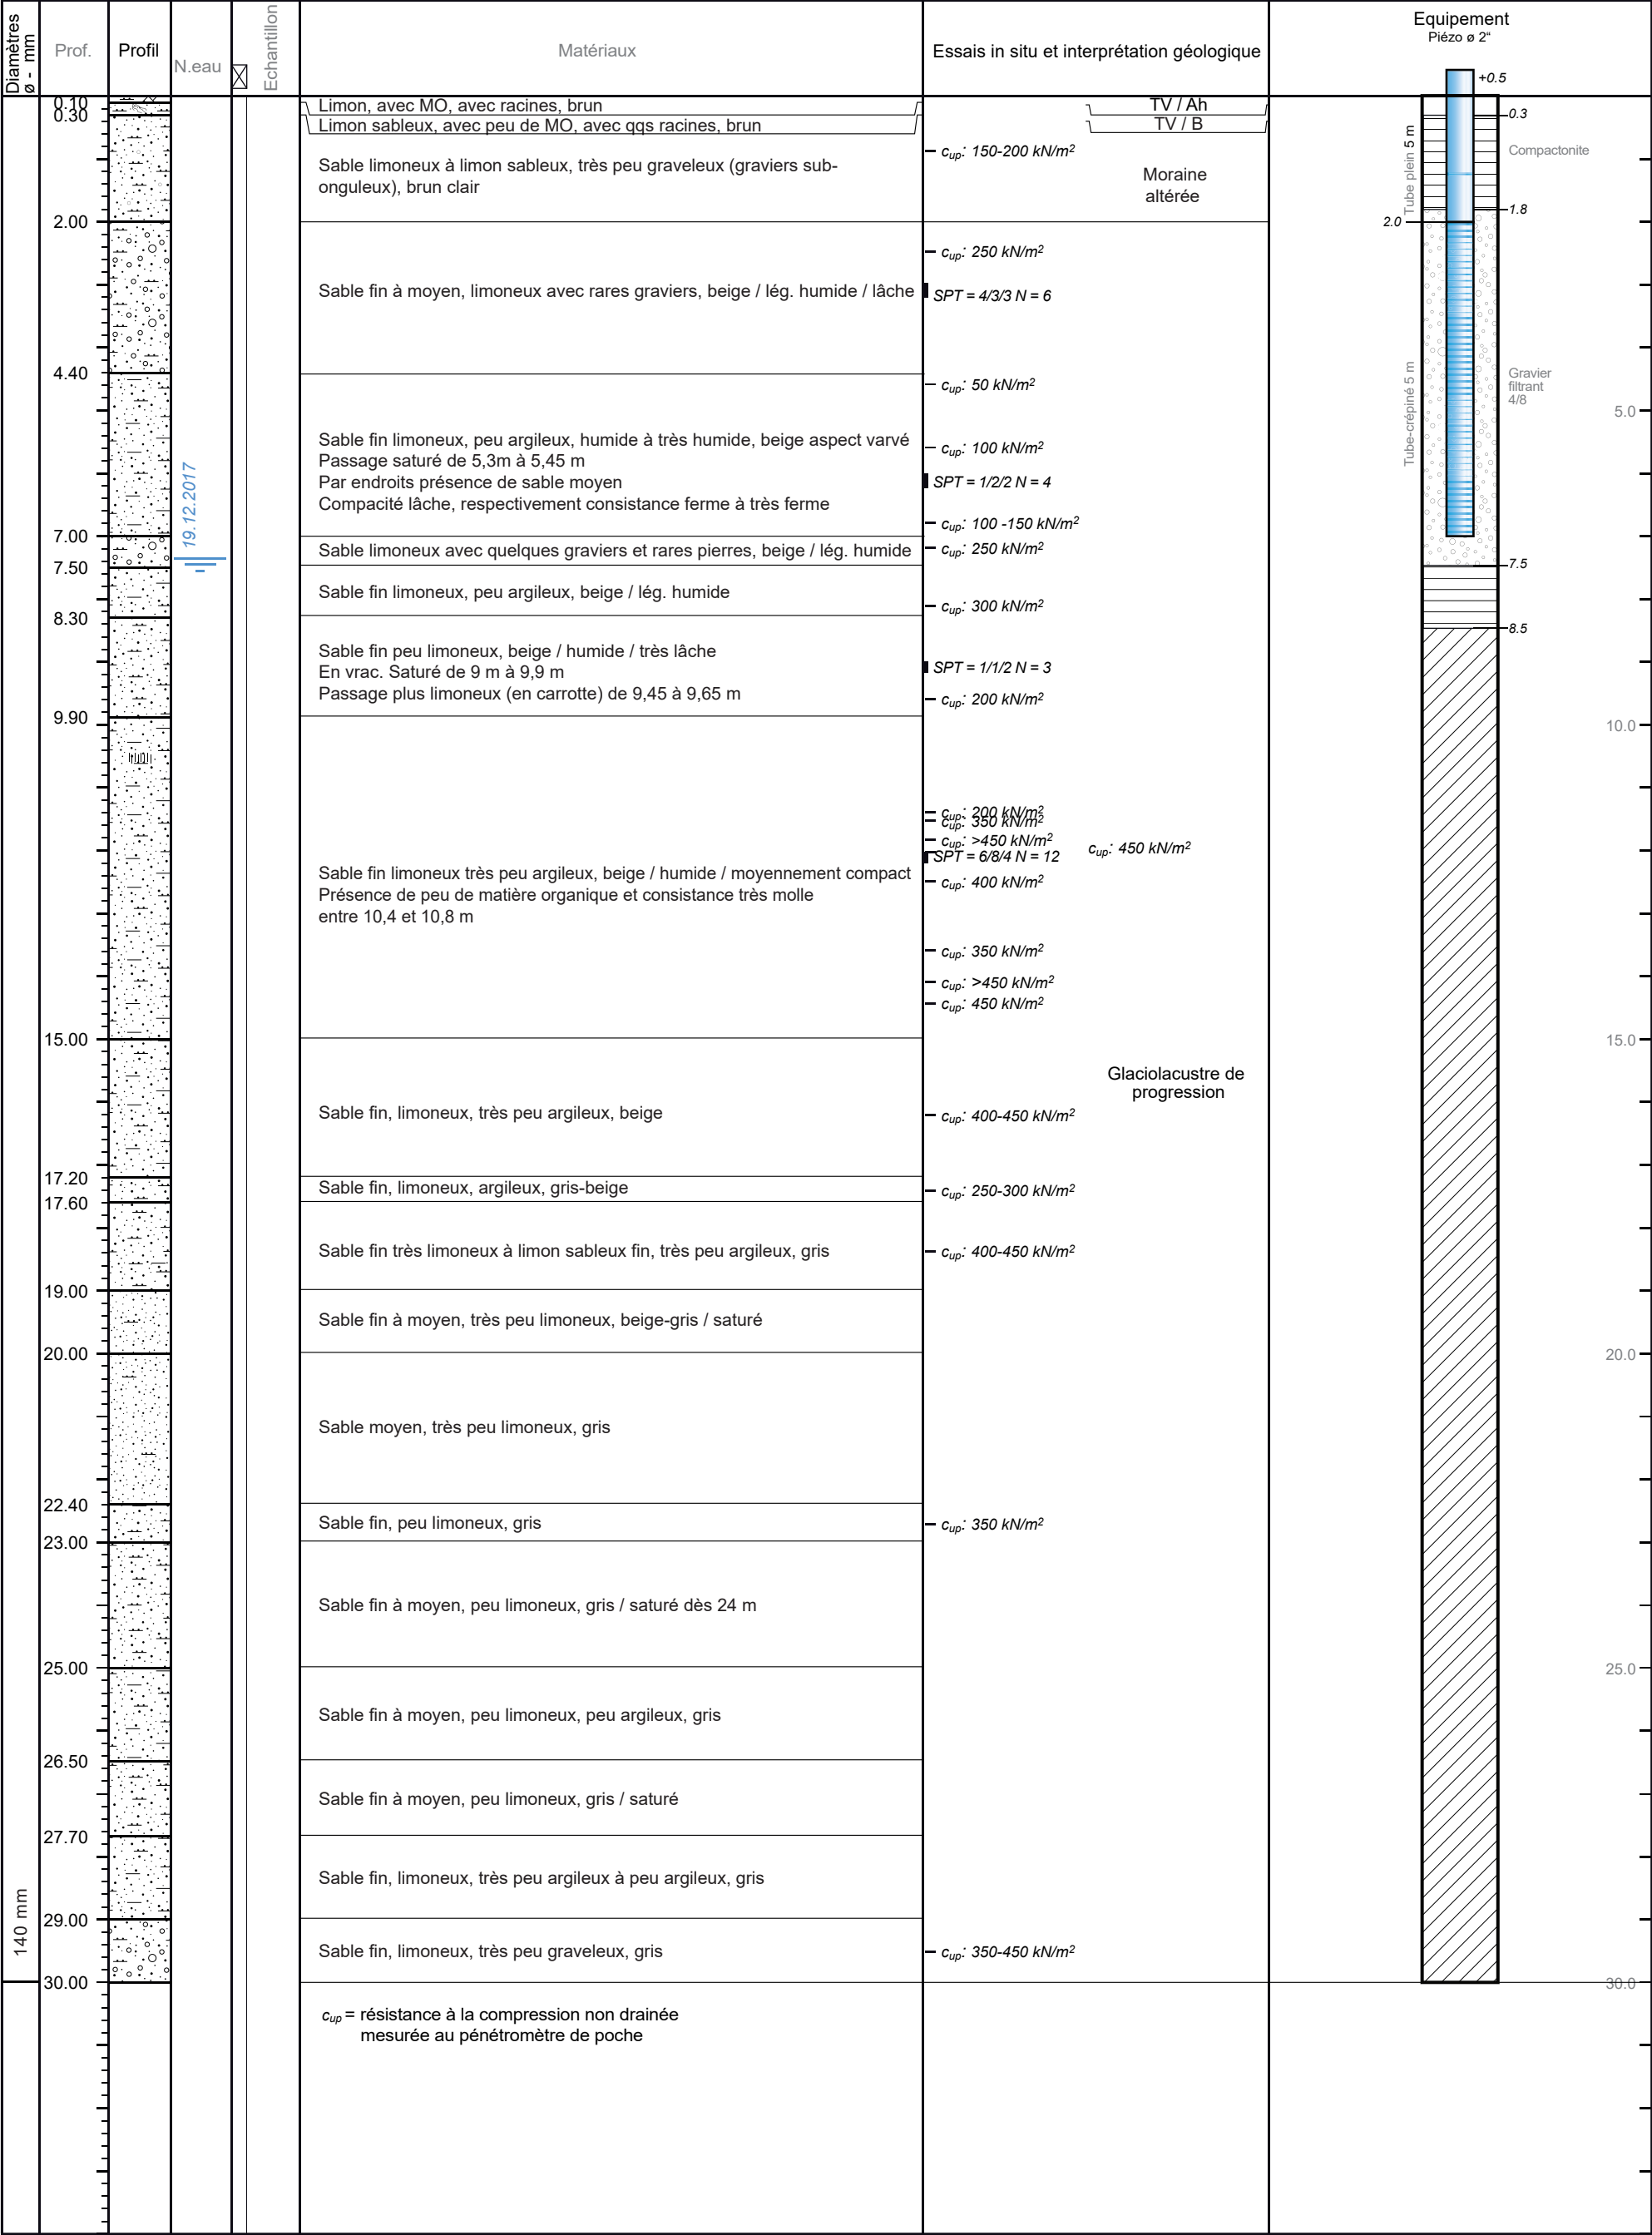 Diamètres
ø - mm
Prof.
Profil
N.eau
Echantillon
Matériaux
Essais in situ et interprétation géologique
Equipement
Piézo ø 2“
+0.5
0.10
Limon, avec MO, avec racines, brun
TV / Ah
0.30
Limon sableux, avec peu de MO, avec qqs racines, brun
TV / B
0.3
Sable limoneux à limon sableux, très peu graveleux (graviers sub-
onguleux), brun clair
cup: 150-200 kN/m2
Moraine
altérée
Tube plein 5 m
Compactonite
1.8
2.00
2.0
cup: 250 kN/m2
Sable fin à moyen, limoneux avec rares graviers, beige / lég. humide / lâche
SPT = 4/3/3 N = 6
4.40
cup: 50 kN/m2
Tube-crépiné 5 m
Gravier
filtrant
4/8
5.0
Sable fin limoneux, peu argileux, humide à très humide, beige aspect varvé
Passage saturé de 5,3m à 5,45 m
Par endroits présence de sable moyen
Compacité lâche, respectivement consistance ferme à très ferme
cup: 100 kN/m2
SPT = 1/2/2 N = 4
cup: 100 -150 kN/m2
19.12.2017
7.00
Sable limoneux avec quelques graviers et rares pierres, beige / lég. humide
cup: 250 kN/m2
7.50
7.5
Sable fin limoneux, peu argileux, beige / lég. humide
cup: 300 kN/m2
8.30
8.5
Sable fin peu limoneux, beige / humide / très lâche
En vrac. Saturé de 9 m à 9,9 m
Passage plus limoneux (en carrotte) de 9,45 à 9,65 m
SPT = 1/1/2 N = 3
cup: 200 kN/m2
9.90
10.0
cup: 200 kN/m2
cup: 350 kN/m2
cup: >450 kN/m2
cup: 450 kN/m2
SPT = 6/8/4 N = 12
Sable fin limoneux très peu argileux, beige / humide / moyennement compact
Présence de peu de matière organique et consistance très molle
entre 10,4 et 10,8 m
cup: 400 kN/m2
cup: 350 kN/m2
cup: >450 kN/m2
cup: 450 kN/m2
15.00
15.0
Glaciolacustre de
progression
Sable fin, limoneux, très peu argileux, beige
cup: 400-450 kN/m2
17.20
Sable fin, limoneux, argileux, gris-beige
cup: 250-300 kN/m2
17.60
Sable fin très limoneux à limon sableux fin, très peu argileux, gris
cup: 400-450 kN/m2
19.00
Sable fin à moyen, très peu limoneux, beige-gris / saturé
20.00
20.0
Sable moyen, très peu limoneux, gris
22.40
Sable fin, peu limoneux, gris
cup: 350 kN/m2
23.00
Sable fin à moyen, peu limoneux, gris / saturé dès 24 m
25.00
25.0
Sable fin à moyen, peu limoneux, peu argileux, gris
26.50
Sable fin à moyen, peu limoneux, gris / saturé
27.70
Sable fin, limoneux, très peu argileux à peu argileux, gris
29.00
140 mm
Sable fin, limoneux, très peu graveleux, gris
cup: 350-450 kN/m2
30.00
30.0
cup = résistance à la compression non drainée
mesurée au pénétromètre de poche